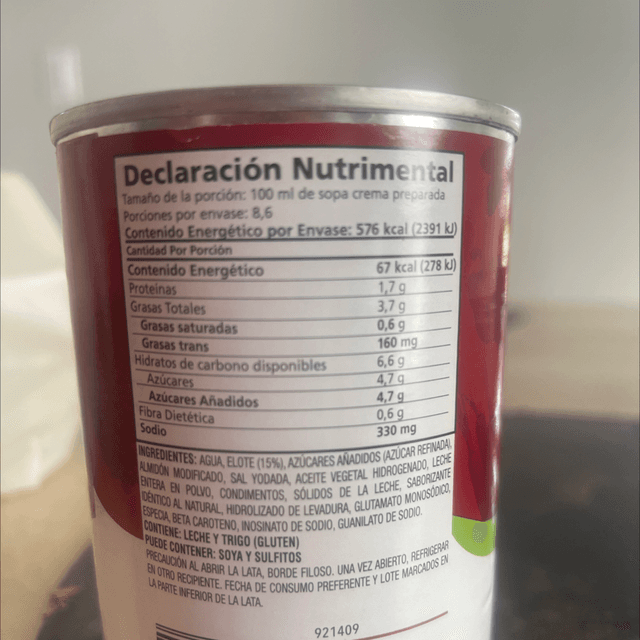 Declaración Nutrimental
Tamaño de la porción: 100 ml de sopa crema preparada
Porciones por envase: 8,6
Contenido Energético por Envase: 576 kcal (2391 kJ)
Cantidad Por Porción
Contenido Energético 67 kcal (278 kJ)
Proteinas 1,7 g
Grasas Totales 3,7 g
Grasas saturadas 0,6 g
Grasas trans 160 mg
Hidratos de carbono disponibles 6,6 g
Azúcares 4,7 g
Azúcares Añadidos 4,7 g
Fibra Dietética 0,6 g
Sodio 330 mg
INGREDIENTES: AGUA, ELOTE (15%), AZÚCARES AÑADIDOS (AZÚCAR REFINADA),
ALMIDÓN MODIFICADO, SAL YODADA, ACEITE VEGETAL HIDROGENADO, LECHE
ENTERA EN POLVO, CONDIMENTOS, SÓLIDOS DE LA LECHE, SABORIZANTE
IDÉNTICO AL NATURAL, HIDROLIZADO DE LEVADURA, GLUTAMATO MONOSÓDICO,
ESPECIA, BETA CAROTENO, INOSINATO DE SODIO, GUANILATO DE SODIO.
CONTIENE: LECHE Y TRIGO (GLUTEN)
PUEDE CONTENER: SOYA Y SULFITOS
PRECAUCIÓN AL ABRIR LA LATA, BORDE FILOSO. UNA VEZ ABIERTO, REFRIGERAR
EN OTRO RECIPIENTE. FECHA DE CONSUMO PREFERENTE Y LOTE MARCADOS EN
LA PARTE INFERIOR DE LA LATA.
921409